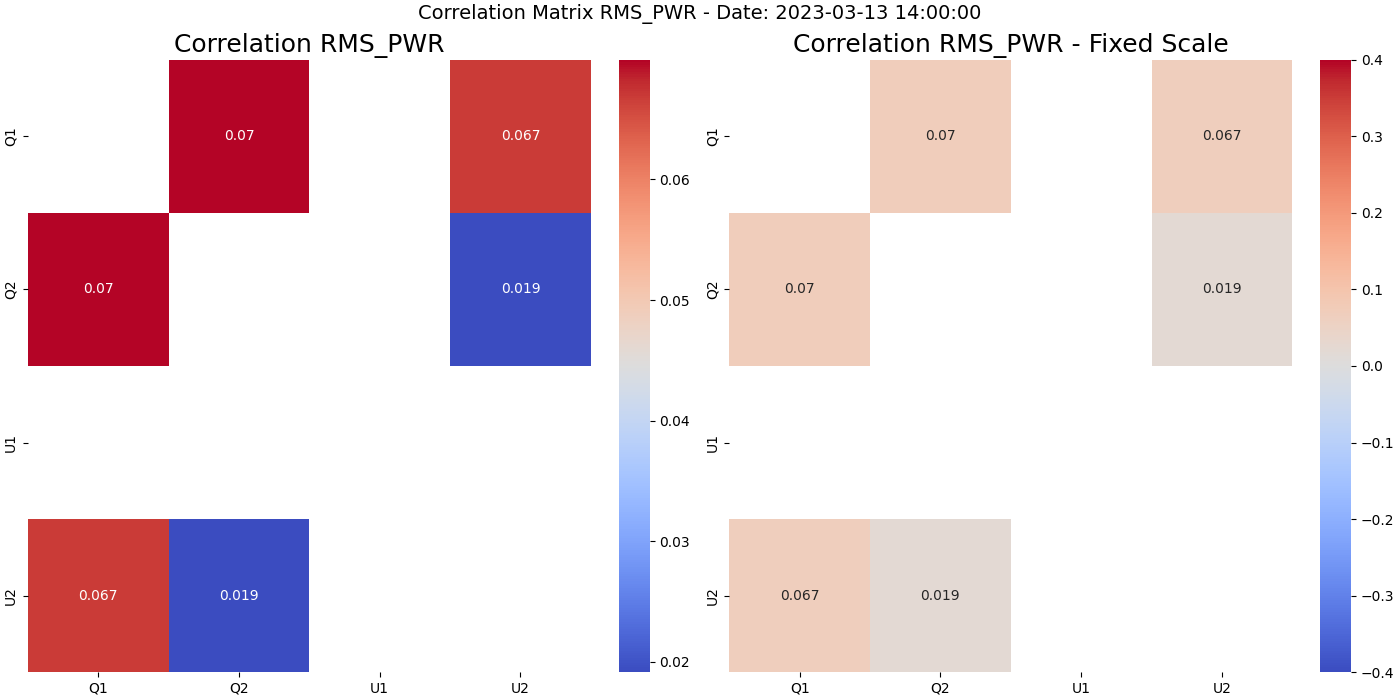 Correlation Matrix RMS_PWR - Date: 2023-03-13 14:00:00
Correlation RMS_PWR
Q1
Q2
U1
U2
0.07
0.067
0.07
0.019
0.067
0.019
Q1 Q2 U1 U2
0.06
0.05
0.04
0.03
0.02
Correlation RMS_PWR - Fixed Scale
Q1
Q2
U1
U2
0.07
0.067
0.07
0.019
0.067
0.019
Q1 Q2 U1 U2
0.4
0.3
0.2
0.1
0.0
−0.1
−0.2
−0.3
−0.4